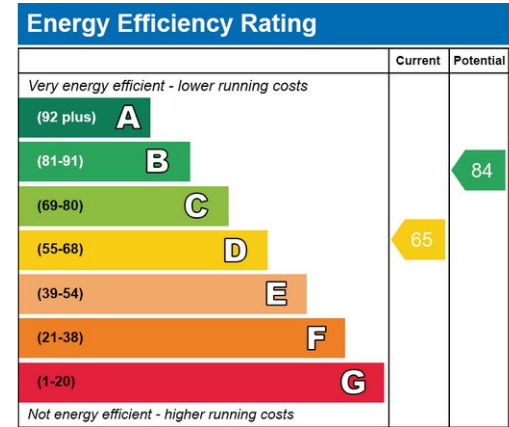 Energy Efficiency Rating
Current Potential
Very energy efficient - lower running costs
(92 plus) A
(81-91) B
84
(69-80) C
(55-68) D
65
(39-54) E
(21-38) F
(1-20) G
Not energy efficient - higher running costs